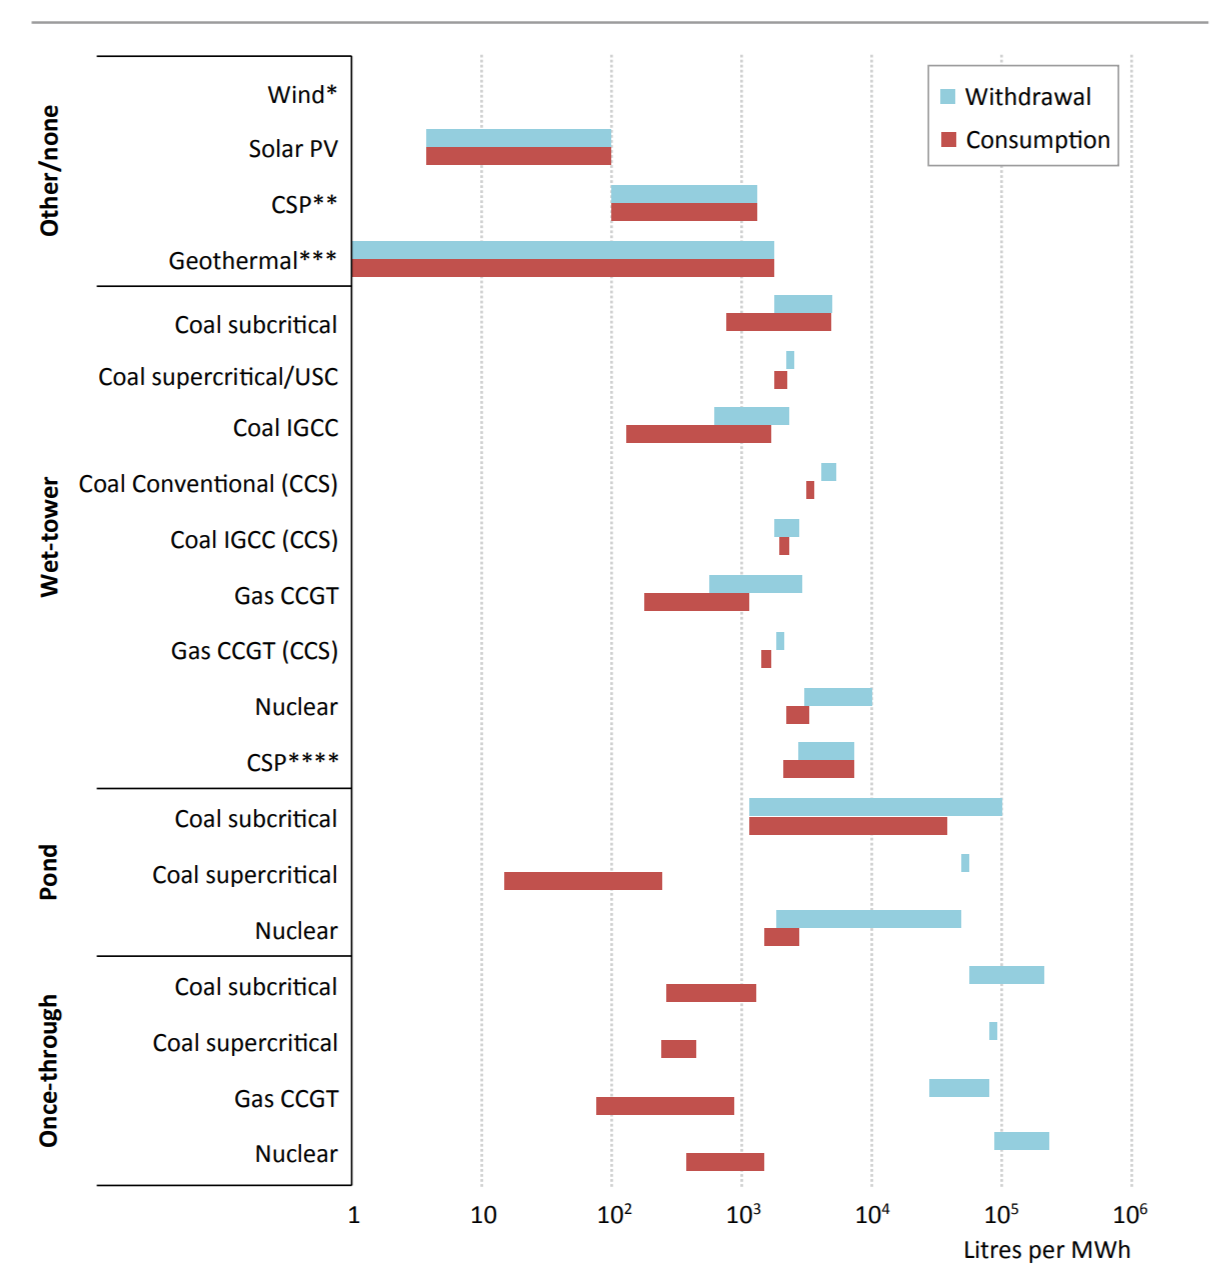 Withdrawal
Consumption
Other/none
Wind*
Solar PV
CSP**
Geothermal***
Wet-tower
Coal subcritical
Coal supercritical/USC
Coal IGCC
Coal Conventional (CCS)
Coal IGCC (CCS)
Gas CCGT
Gas CCGT (CCS)
Nuclear
CSP****
Pond
Coal subcritical
Coal supercritical
Nuclear
Once-through
Coal subcritical
Coal supercritical
Gas CCGT
Nuclear
1 10 10² 10³ 10⁴ 10⁵ 10⁶
Litres per MWh